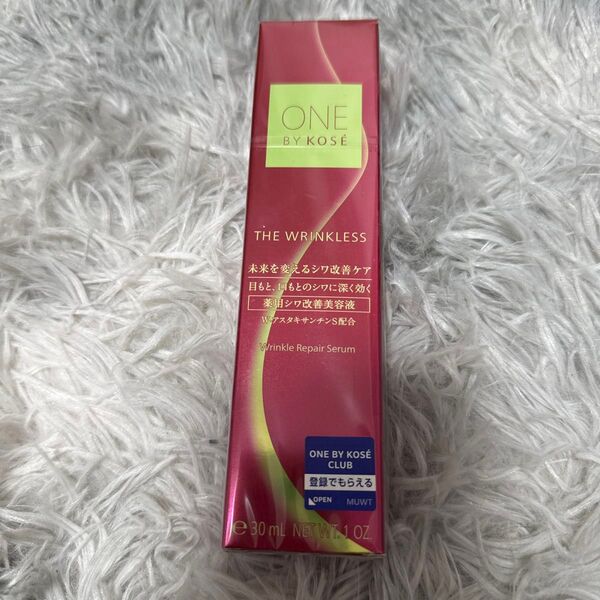 ONE
BY KOSÉ
THE WRINKLESS
未来を変えるシワ改善ケア
目もと、口もとのシワに深く効く
薬用シワ改善美容液
W-アスタキサンチンS配合
Wrinkle Repair Serum
ONE BY KOSÉ
CLUB
登録でもらえる
OPEN MUWT
℮ 30 mL NET WT. 1 OZ.